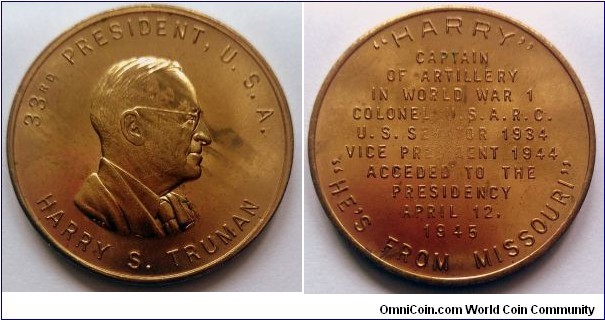 33RD PRESIDENT, U.S.A.
HARRY S. TRUMAN
"HARRY"
CAPTAIN
OF ARTILLERY
IN WORLD WAR 1
COLONEL U.S.A.R.C.
U.S. SENATOR 1934
VICE PRESIDENT 1944
ACCEDED TO THE
PRESIDENCY
APRIL 12,
1945
"HE'S FROM MISSOURI"
OmniCoin.com World Coin Community